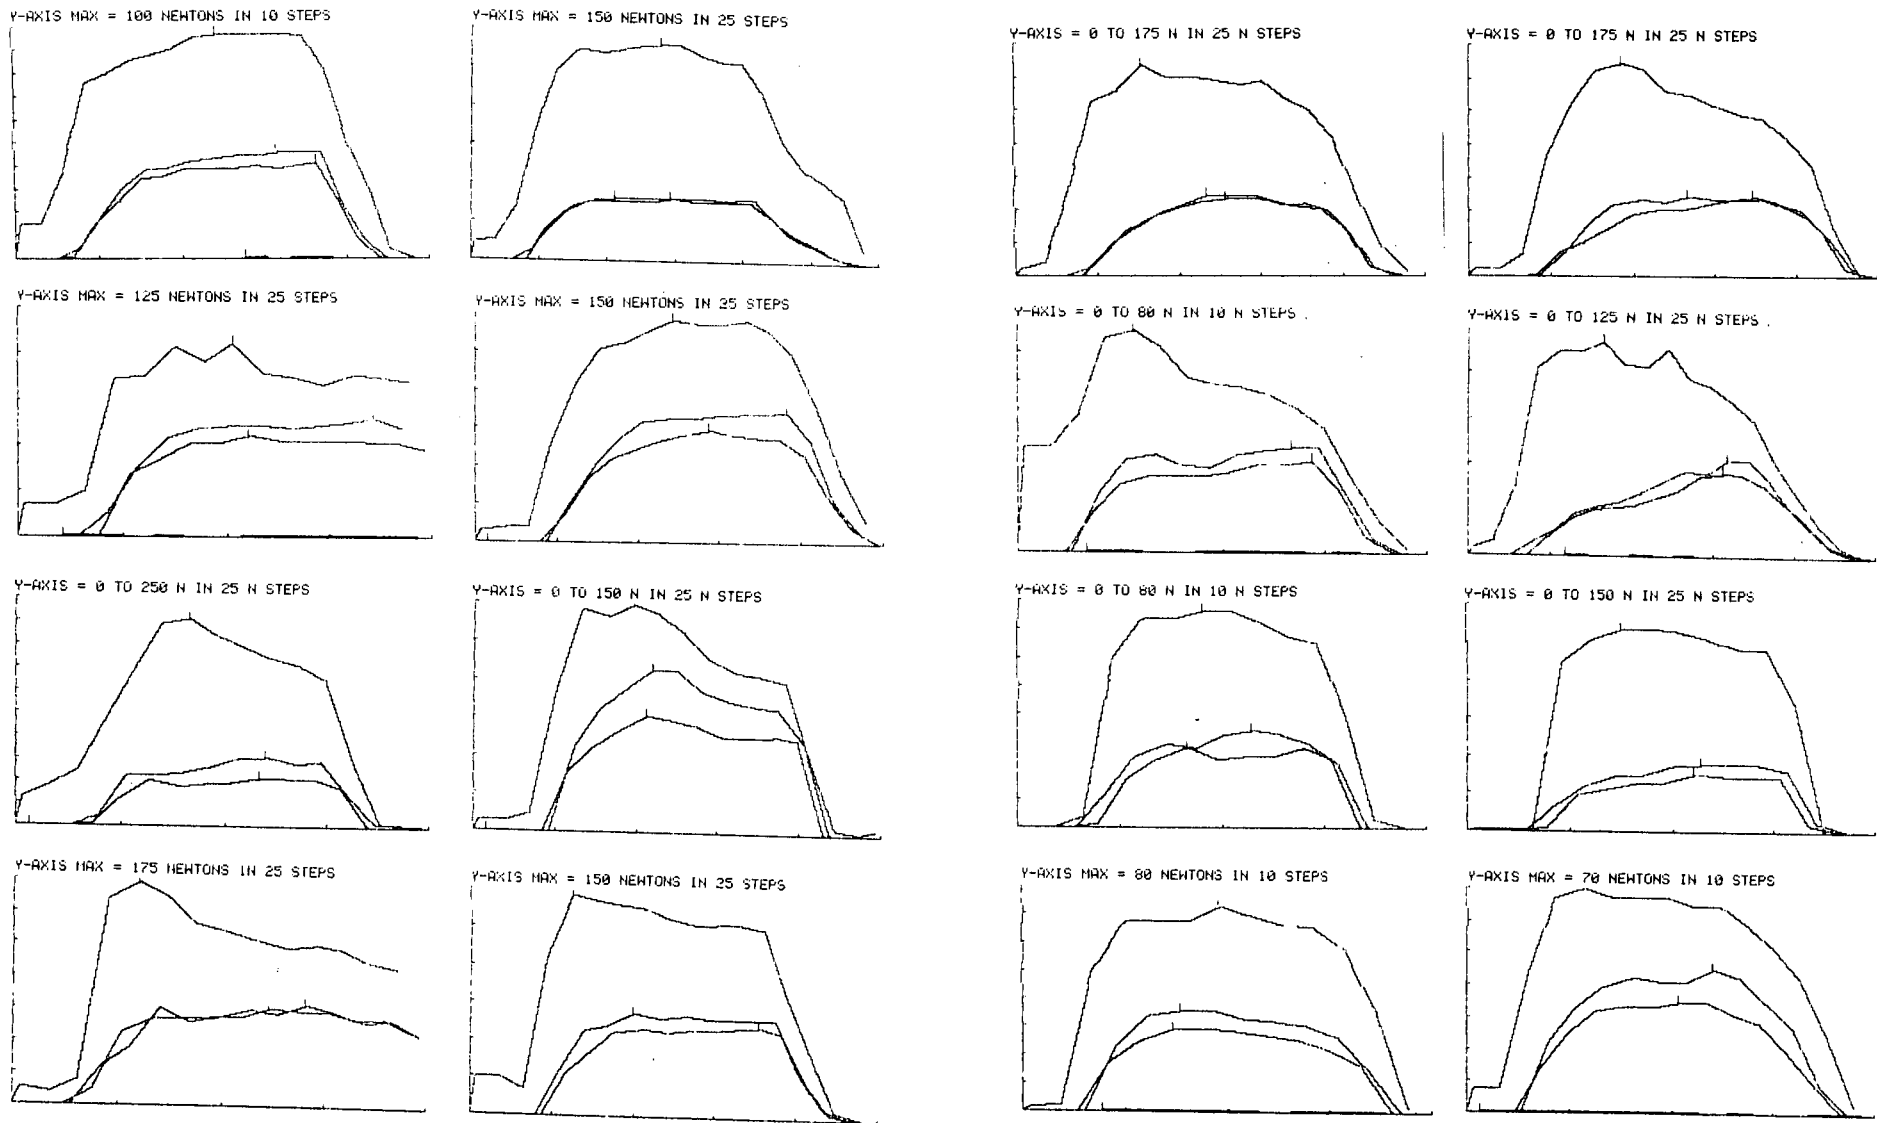 Y-AXIS MAX = 100 NEWTONS IN 10 STEPS
Y-AXIS MAX = 150 NEWTONS IN 25 STEPS
Y-AXIS = 0 TO 175 N IN 25 N STEPS
Y-AXIS = 0 TO 175 N IN 25 N STEPS
Y-AXIS MAX = 125 NEWTONS IN 25 STEPS
Y-AXIS MAX = 150 NEWTONS IN 25 STEPS
Y-AXIS = 0 TO 80 N IN 10 N STEPS
Y-AXIS = 0 TO 125 N IN 25 N STEPS
Y-AXIS = 0 TO 250 N IN 25 N STEPS
Y-AXIS = 0 TO 150 N IN 25 N STEPS
Y-AXIS = 0 TO 80 N IN 10 N STEPS
Y-AXIS = 0 TO 150 N IN 25 N STEPS
Y-AXIS MAX = 175 NEWTONS IN 25 STEPS
Y-AXIS MAX = 150 NEWTONS IN 25 STEPS
Y-AXIS MAX = 80 NEWTONS IN 10 STEPS
Y-AXIS MAX = 70 NEWTONS IN 10 STEPS